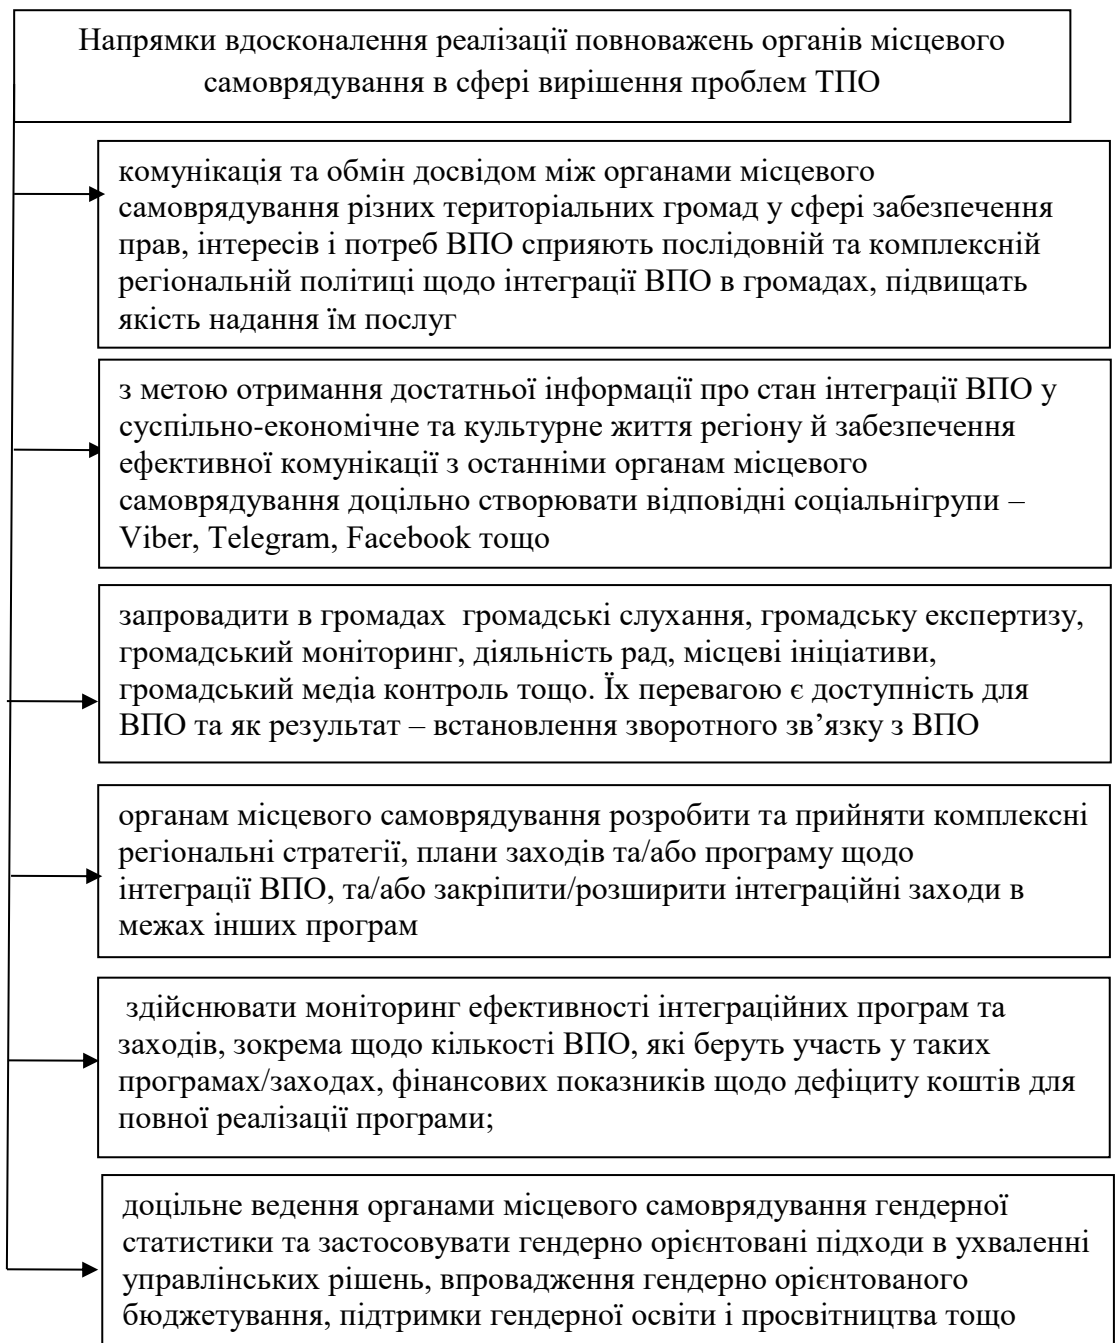 Напрямки вдосконалення реалізації повноважень органів місцевого
самоврядування в сфері вирішення проблем ТПО
комунікація та обмін досвідом між органами місцевого
самоврядування різних територіальних громад у сфері забезпечення
прав, інтересів і потреб ВПО сприяють послідовній та комплексній
регіональній політиці щодо інтеграції ВПО в громадах, підвищать
якість надання їм послуг
з метою отримання достатньої інформації про стан інтеграції ВПО у
суспільно-економічне та культурне життя регіону й забезпечення
ефективної комунікації з останніми органам місцевого
самоврядування доцільно створювати відповідні соціальнігрупи –
Viber, Telegram, Facebook тощо
запровадити в громадах  громадські слухання, громадську експертизу,
громадський моніторинг, діяльність рад, місцеві ініціативи,
громадський медіа контроль тощо. Їх перевагою є доступність для
ВПО та як результат – встановлення зворотного зв’язку з ВПО
органам місцевого самоврядування розробити та прийняти комплексні
регіональні стратегії, плани заходів та/або програму щодо
інтеграції ВПО, та/або закріпити/розширити інтеграційні заходи в
межах інших програм
здійснювати моніторинг ефективності інтеграційних програм та
заходів, зокрема щодо кількості ВПО, які беруть участь у таких
програмах/заходах, фінансових показників щодо дефіциту коштів для
повної реалізації програми;
доцільне ведення органами місцевого самоврядування гендерної
статистики та застосовувати гендерно орієнтовані підходи в ухваленні
управлінських рішень, впровадження гендерно орієнтованого
бюджетування, підтримки гендерної освіти і просвітництва тощо